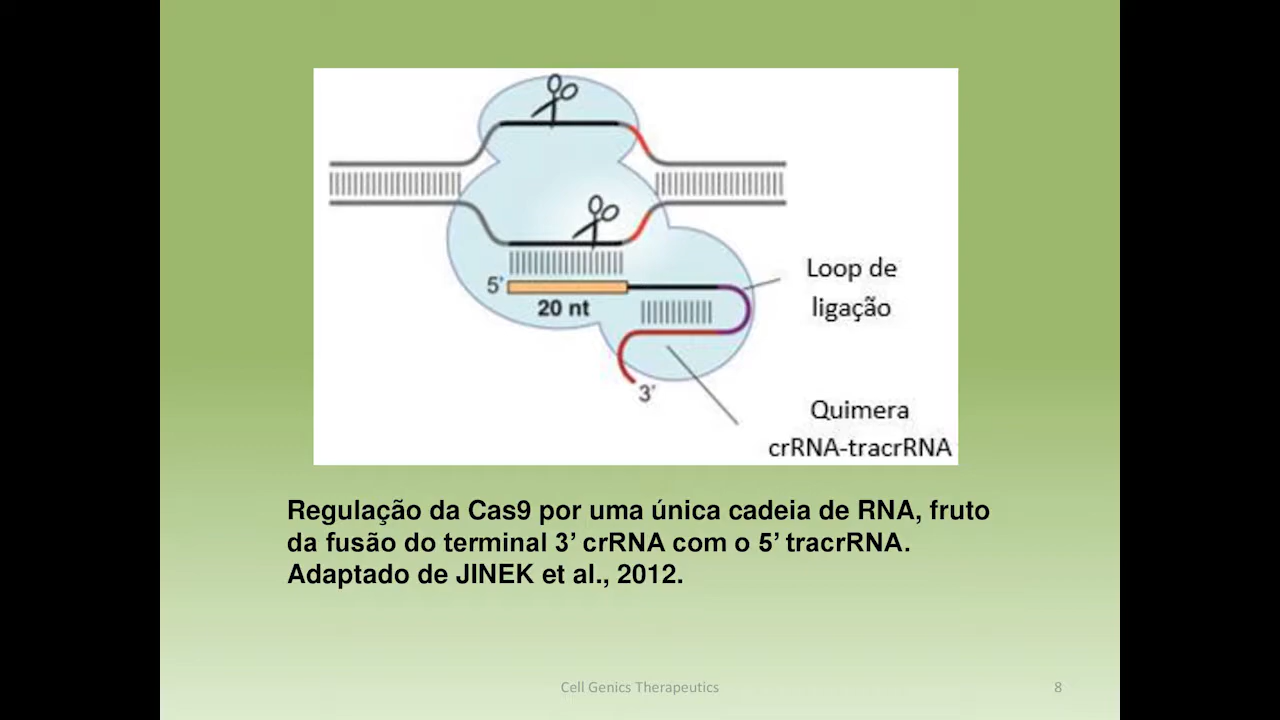 Loop de
ligação
5’
20 nt
3’
Quimera
crRNA-tracrRNA
Regulação da Cas9 por uma única cadeia de RNA, fruto
da fusão do terminal 3’ crRNA com o 5’ tracrRNA.
Adaptado de JINEK et al., 2012.
Cell Genics Therapeutics
8